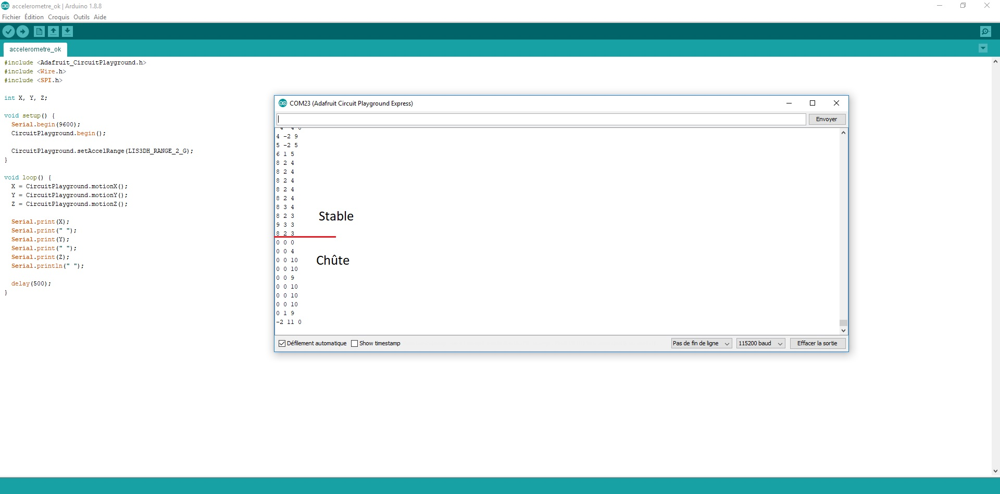 accelerometre_ok | Arduino 1.8.8
Fichier Édition Croquis Outils Aide
accelerometre_ok
#include <Adafruit_CircuitPlayground.h>
#include <Wire.h>
#include <SPI.h>
int X, Y, Z;
void setup() {
Serial.begin(9600);
CircuitPlayground.begin();
CircuitPlayground.setAccelRange(LIS3DH_RANGE_2_G);
}
void loop() {
X = CircuitPlayground.motionX();
Y = CircuitPlayground.motionY();
Z = CircuitPlayground.motionZ();
Serial.print(X);
Serial.print(" ");
Serial.print(Y);
Serial.print(" ");
Serial.print(Z);
Serial.println(" ");
delay(500);
}
COM23 (Adafruit Circuit Playground Express)
Envoyer
4 -2 9
5 -2 5
6 1 5
8 2 4
8 2 4
8 2 4
8 2 4
8 2 4
8 3 4
8 2 3
Stable
9 3 3
8 2 3
0 0 0
0 0 4
0 0 10
Chûte
0 0 10
0 0 9
0 0 10
0 0 10
0 0 10
0 1 9
-2 11 0
Défilement automatique Show timestamp Pas de fin de ligne 115200 baud Effacer la sortie